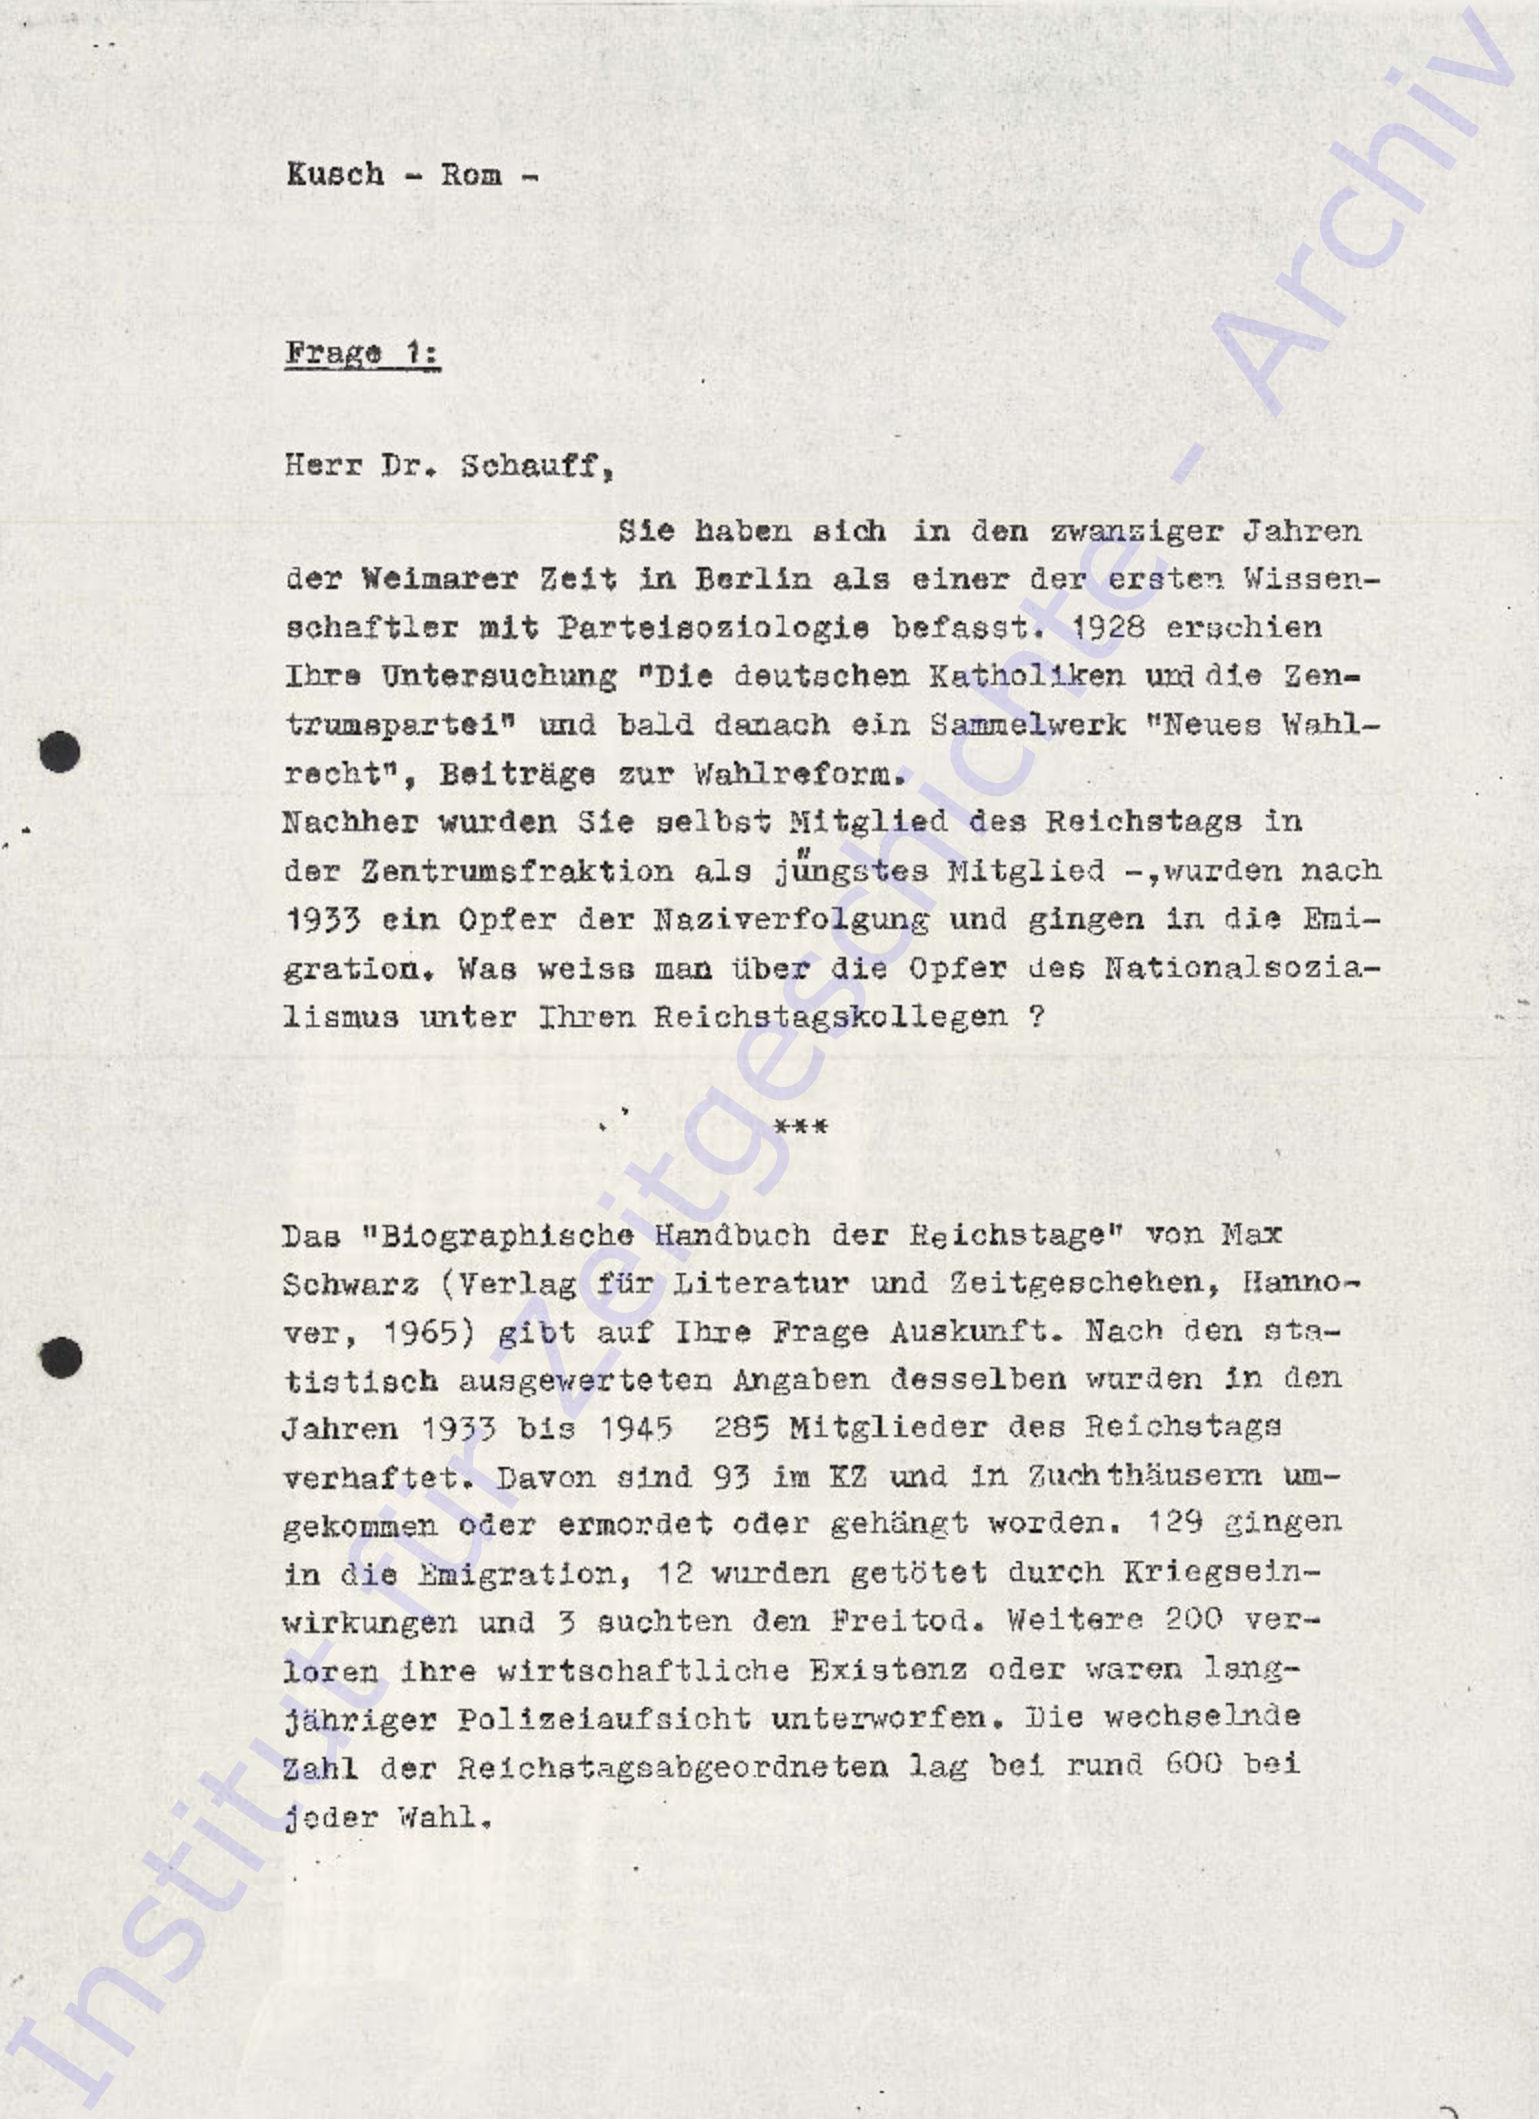 Kusch - Rom -
Frage 1:
Herr Dr. Schauff,
Sie haben sich in den zwanziger Jahren
der Weimarer Zeit in Berlin als einer der ersten Wissen-
schaftler mit Parteisoziologie befasst. 1928 erschien
Ihre Untersuchung "Die deutschen Katholiken und die Zen-
trumspartei" und bald danach ein Sammelwerk "Neues Wahl-
recht", Beiträge zur Wahlreform.
Nachher wurden Sie selbst Mitglied des Reichstags in
der Zentrumsfraktion als jüngstes Mitglied -,wurden nach
1933 ein Opfer der Naziverfolgung und gingen in die Emi-
gration. Was weiss man über die Opfer des Nationalsozia-
lismus unter Ihren Reichstagskollegen ?
***
Das "Biographische Handbuch der Reichstage" von Max
Schwarz (Verlag für Literatur und Zeitgeschehen, Hanno-
ver, 1965) gibt auf Ihre Frage Auskunft. Nach den sta-
tistisch ausgewerteten Angaben desselben wurden in den
Jahren 1933 bis 1945 285 Mitglieder des Reichstags
verhaftet. Davon sind 93 im KZ und in Zuchthäusern um-
gekommen oder ermordet oder gehängt worden. 129 gingen
in die Emigration, 12 wurden getötet durch Kriegsein-
wirkungen und 3 suchten den Freitod. Weitere 200 ver-
loren ihre wirtschaftliche Existenz oder waren lang-
jähriger Polizeiaufsicht unterworfen. Die wechselnde
Zahl der Reichstagsabgeordneten lag bei rund 600 bei
jeder Wahl.
Institut für Zeitgeschichte - Archiv